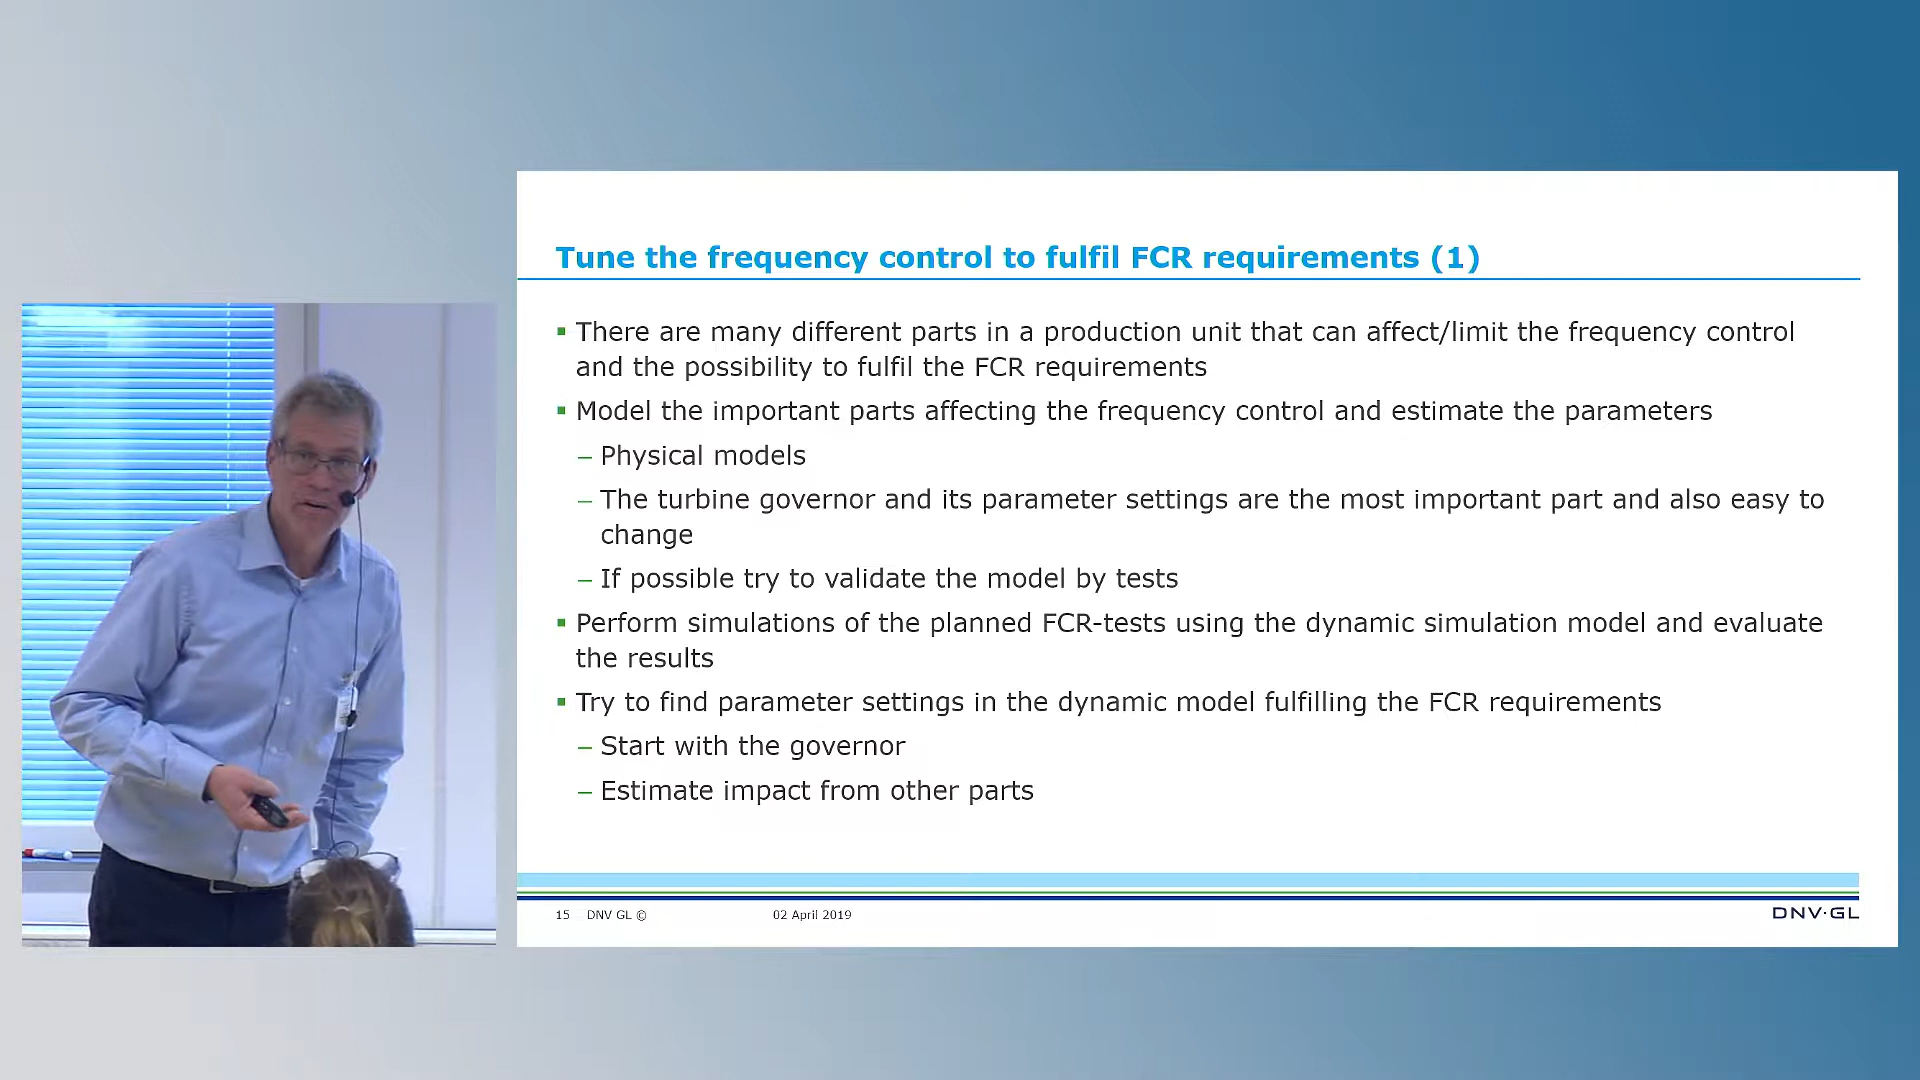 Tune the frequency control to fulfil FCR requirements (1)
▪ There are many different parts in a production unit that can affect/limit the frequency control
and the possibility to fulfil the FCR requirements
▪ Model the important parts affecting the frequency control and estimate the parameters
– Physical models
– The turbine governor and its parameter settings are the most important part and also easy to
change
– If possible try to validate the model by tests
▪ Perform simulations of the planned FCR-tests using the dynamic simulation model and evaluate
the results
▪ Try to find parameter settings in the dynamic model fulfilling the FCR requirements
– Start with the governor
– Estimate impact from other parts
15 DNV GL © 02 April 2019
DNV·GL